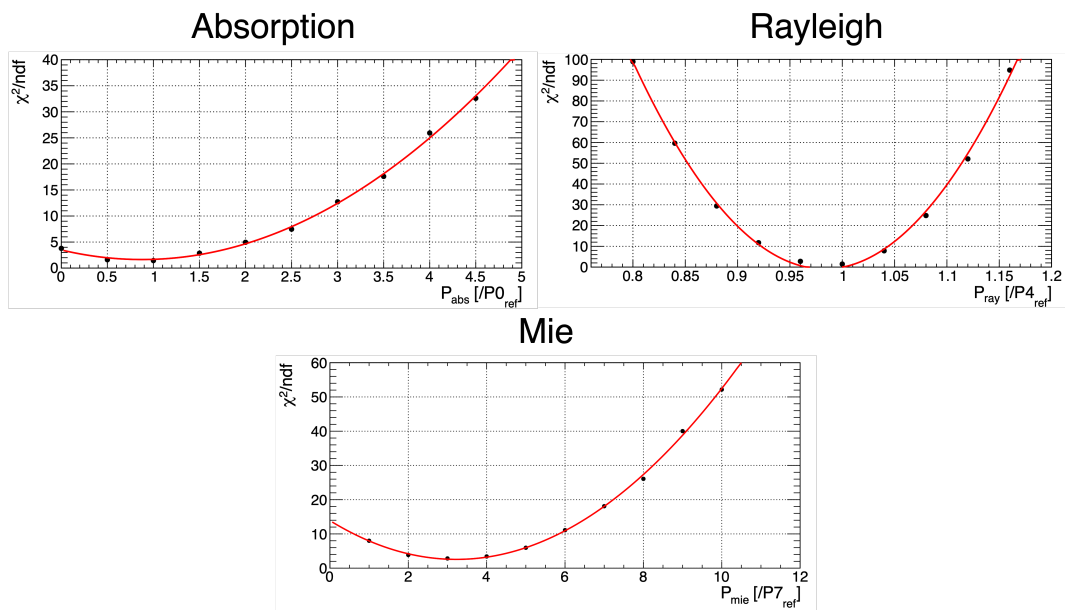 Absorption
χ²/ndf
40
35
30
25
20
15
10
5
0
0 0.5 1 1.5 2 2.5 3 3.5 4 4.5 5
P_abs [/P0_ref]
Rayleigh
χ²/ndf
100
90
80
70
60
50
40
30
20
10
0
0.8 0.85 0.9 0.95 1 1.05 1.1 1.15 1.2
P_ray [/P4_ref]
Mie
χ²/ndf
60
50
40
30
20
10
0
0 2 4 6 8 10 12
P_mie [/P7_ref]